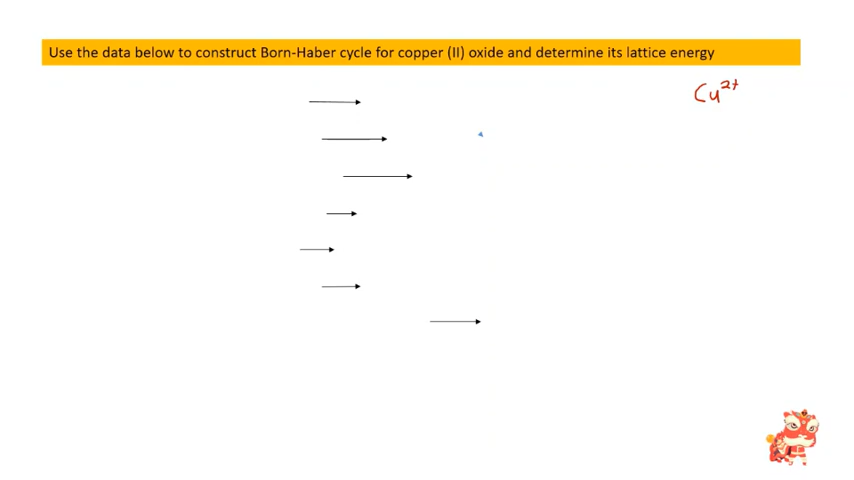 Use the data below to construct Born-Haber cycle for copper (II) oxide and determine its lattice energy
Cu²⁺